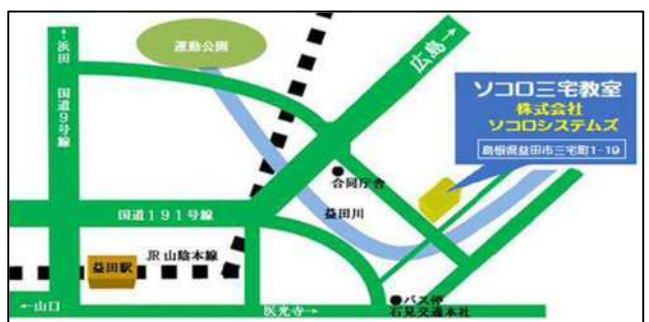 ↑浜田
国道9号線
運動公園
広島→
ソコロ三宅教室
株式会社
ソコロシステムズ
島根県益田市三宅町1-19
●合同庁舎
国道191号線
益田川
JR山陰本線
益田駅
●バス停
石見交通本社
←山口
医光寺→